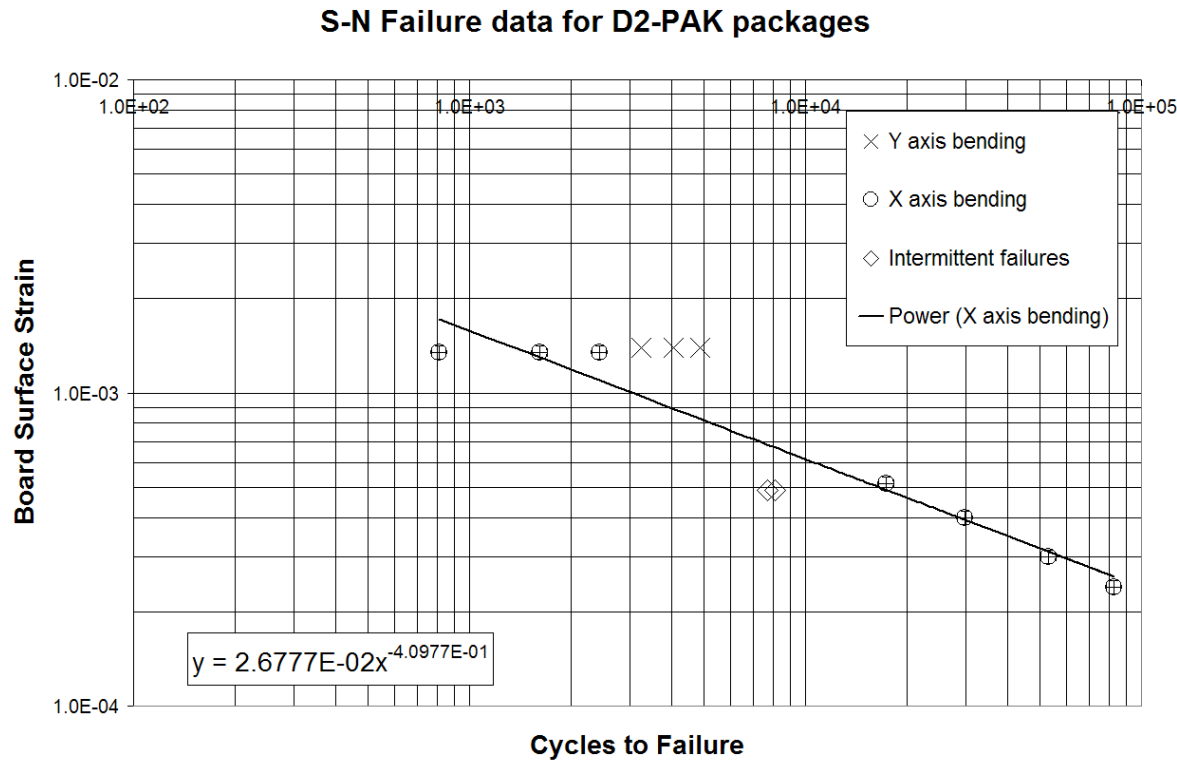 S-N Failure data for D2-PAK packages
1.0E-02
1.0E+02 1.0E+03 1.0E+04 1.0E+05
Y axis bending
X axis bending
Intermittent failures
Power (X axis bending)
Board Surface Strain
1.0E-03
y = 2.6777E-02x^-4.0977E-01
1.0E-04
Cycles to Failure